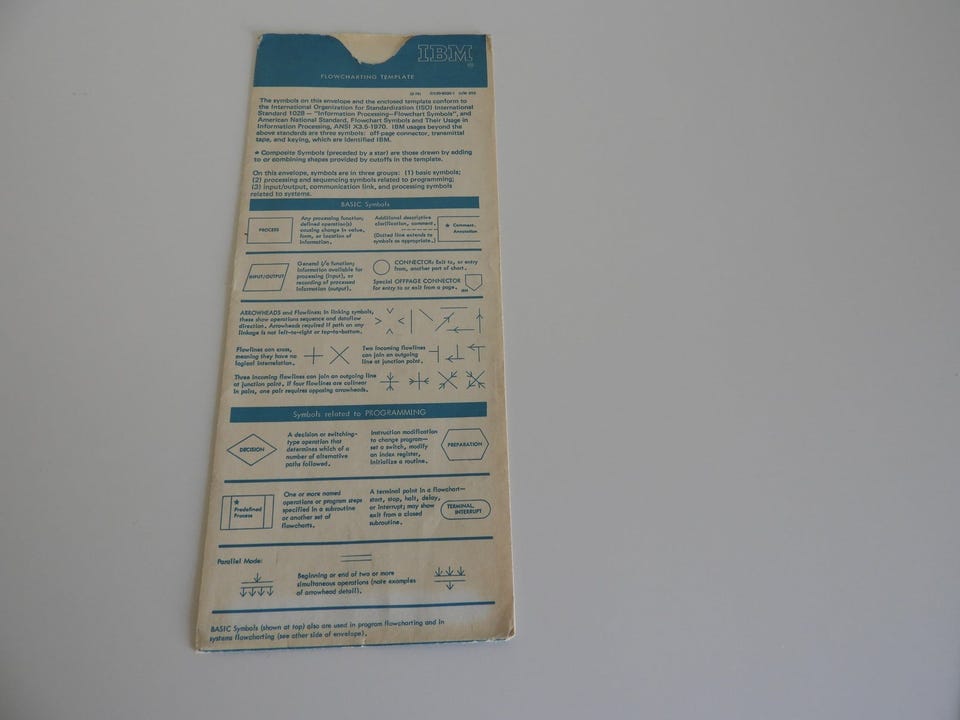 IBM
®
FLOWCHARTING TEMPLATE
The symbols on this envelope and the enclosed template conform to
the International Organization for Standardization (ISO) International
Standard 1028 — "Information Processing—Flowchart Symbols", and
American National Standard, Flowchart Symbols and Their Usage in
Information Processing, ANSI X3.5-1970. IBM usages beyond the
above standards are three symbols: off-page connector, transmittal
tape, and keying, which are identified IBM.
★ Composite Symbols (preceded by a star) are those drawn by adding
to or combining shapes provided by cutoffs in the template.
On this envelope, symbols are in three groups: (1) basic symbols;
(2) processing and sequencing symbols related to programming;
(3) input/output, communication link, and processing symbols
related to systems.
BASIC Symbols
PROCESS
Any processing function;
defined operation(s)
causing change in value,
form, or location of
information.
Additional descriptive
clarification, comment.
(Dotted line extends to
symbols as appropriate.)
★ Comment,
Annotation
INPUT/OUTPUT
General i/o function;
information available for
processing (input), or
recording of processed
information (output).
CONNECTOR: Exit to, or entry
from, another part of chart.
Special OFFPAGE CONNECTOR
for entry to or exit from a page.
IBM
ARROWHEADS and Flowlines: In linking symbols,
these show operations sequence and dataflow
direction. Arrowheads required if path on any
linkage is not left-to-right or top-to-bottom.
Flowlines can cross,
meaning they have no
logical interrelation.
Two incoming flowlines
can join an outgoing
line at junction point.
Three incoming flowlines can join an outgoing line
at junction point. If four flowlines are colinear
in pairs, one pair requires opposing arrowheads.
Symbols related to PROGRAMMING
DECISION
A decision or switching-
type operation that
determines which of a
number of alternative
paths followed.
Instruction modification
to change program—
set a switch, modify
an index register,
initialize a routine.
PREPARATION
★
Predefined
Process
One or more named
operations or program steps
specified in a subroutine
or another set of
flowcharts.
A terminal point in a flowchart—
start, stop, halt, delay,
or interrupt; may show
exit from a closed
subroutine.
TERMINAL,
INTERRUPT
Parallel Mode:
Beginning or end of two or more
simultaneous operations (note examples
of arrowhead detail).
BASIC Symbols (shown at top) also are used in program flowcharting and in
systems flowcharting (see other side of envelope).